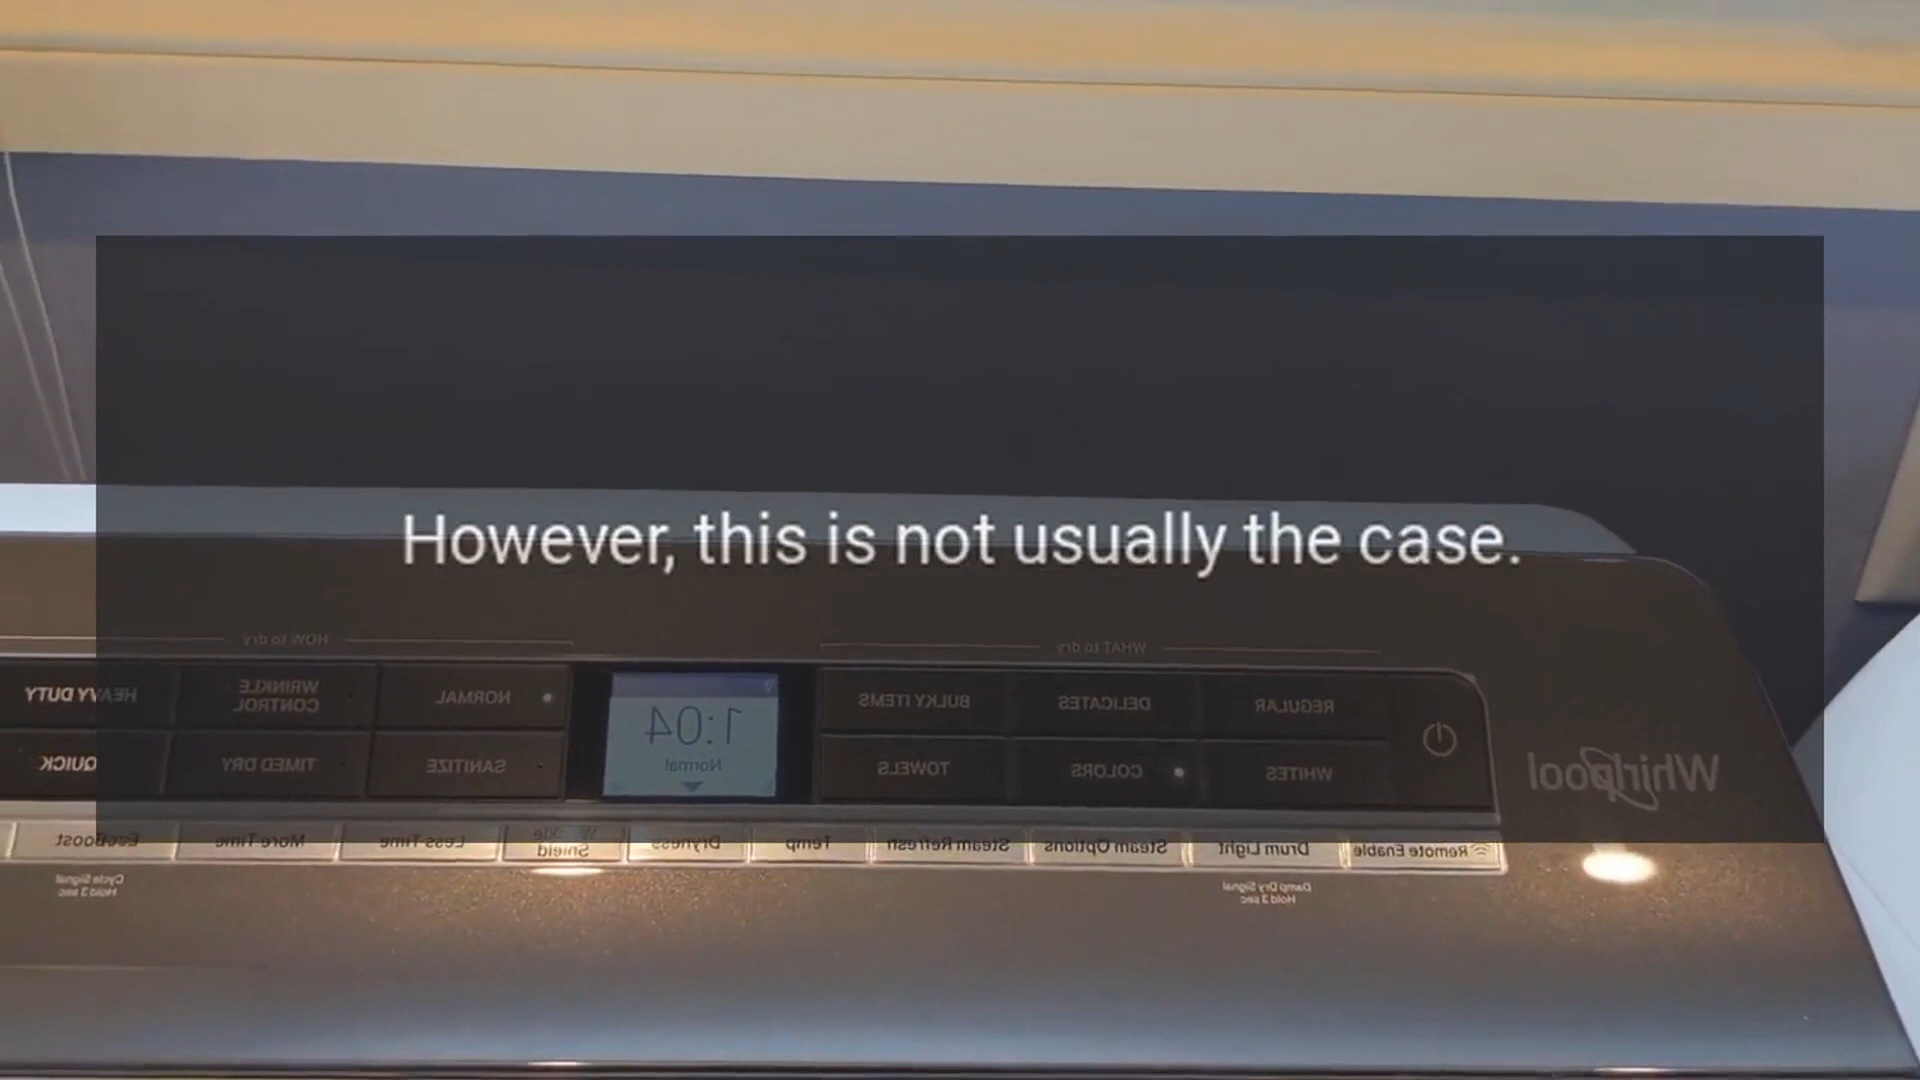 However, this is not usually the case.
HOW to dry
WHAT to dry
HEAVY DUTY
WRINKLE
CONTROL
NORMAL
BULKY ITEMS
DELICATES
REGULAR
1:04
Normal
QUICK
TIMED DRY
SANITIZE
TOWELS
COLORS
WHITES
Whirlpool
EcoBoost
More Time
Less Time
Wrinkle
Shield
Dryness
Temp
Steam Refresh
Steam Options
Drum Light
Remote Enable
Cycle Signal
Hold 3 sec
Damp Dry Signal
Hold 3 sec